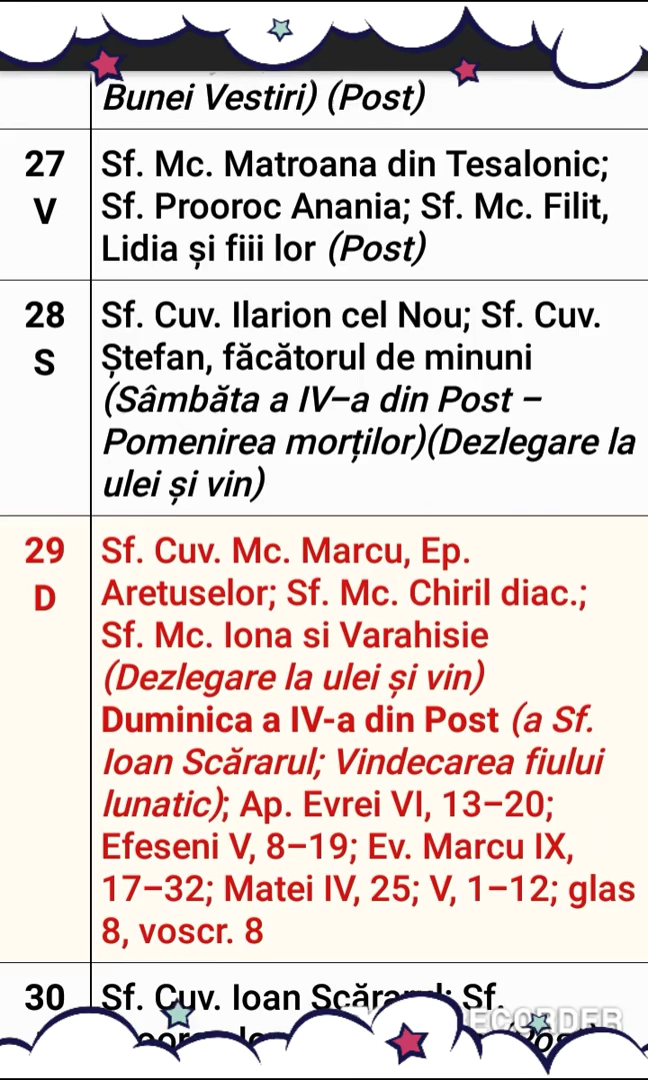 Bunei Vestiri) (Post)
27
V
Sf. Mc. Matroana din Tesalonic;
Sf. Prooroc Anania; Sf. Mc. Filit,
Lidia și fiii lor (Post)
28
S
Sf. Cuv. Ilarion cel Nou; Sf. Cuv.
Ștefan, făcătorul de minuni
(Sâmbăta a IV–a din Post –
Pomenirea morților)(Dezlegare la
ulei și vin)
29
D
Sf. Cuv. Mc. Marcu, Ep.
Aretuselor; Sf. Mc. Chiril diac.;
Sf. Mc. Iona si Varahisie
(Dezlegare la ulei și vin)
Duminica a IV-a din Post (a Sf.
Ioan Scărarul; Vindecarea fiului
lunatic); Ap. Evrei VI, 13–20;
Efeseni V, 8–19; Ev. Marcu IX,
17–32; Matei IV, 25; V, 1–12; glas
8, voscr. 8
30
Sf. Cuv. Ioan Scărarul; Sf.